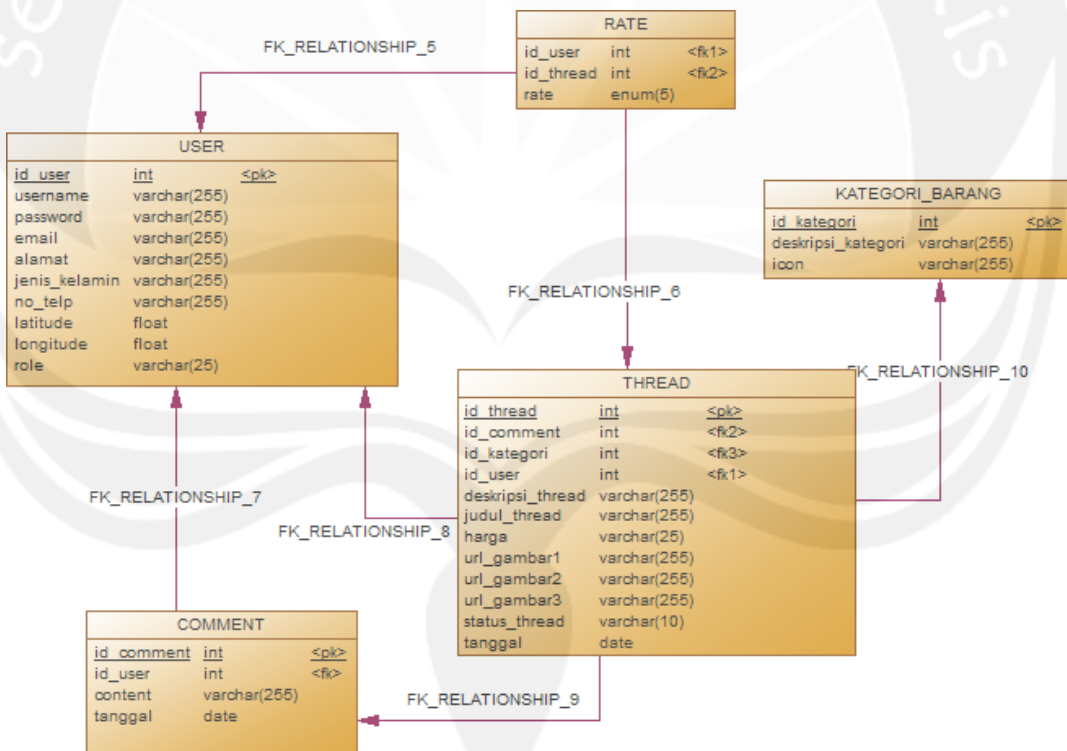 RATE
id_user int <fk1>
id_thread int <fk2>
rate enum(5)
FK_RELATIONSHIP_5
USER
id_user int <pk>
username varchar(255)
password varchar(255)
email varchar(255)
alamat varchar(255)
jenis_kelamin varchar(255)
no_telp varchar(255)
latitude float
longitude float
role varchar(25)
KATEGORI_BARANG
id_kategori int <pk>
deskripsi_kategori varchar(255)
icon varchar(255)
FK_RELATIONSHIP_6
FK_RELATIONSHIP_10
THREAD
id_thread int <pk>
id_comment int <fk2>
id_kategori int <fk3>
id_user int <fk1>
deskripsi_thread varchar(255)
judul_thread varchar(255)
harga varchar(25)
url_gambar1 varchar(255)
url_gambar2 varchar(255)
url_gambar3 varchar(255)
status_thread varchar(10)
tanggal date
FK_RELATIONSHIP_7
FK_RELATIONSHIP_8
COMMENT
id_comment int <pk>
id_user int <fk>
content varchar(255)
tanggal date
FK_RELATIONSHIP_9